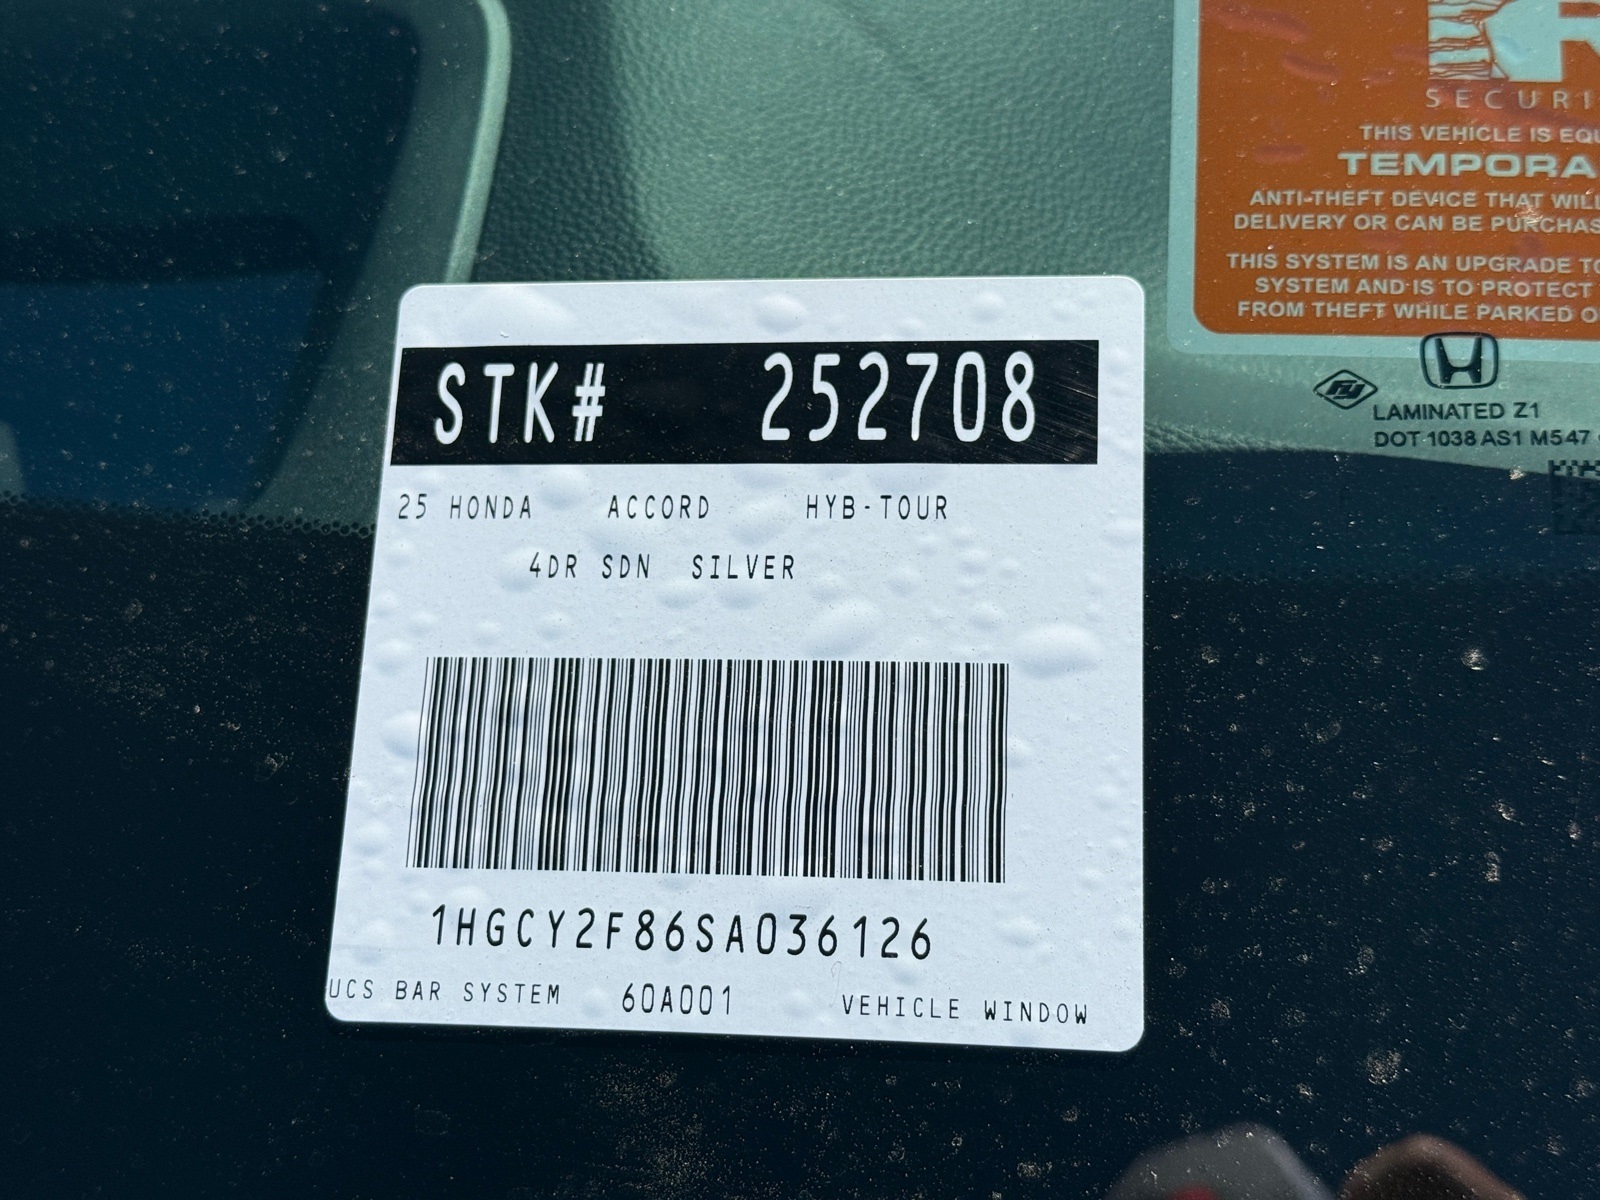 SECURI
THIS VEHICLE IS EQU
TEMPORA
ANTI-THEFT DEVICE THAT WILL
DELIVERY OR CAN BE PURCHAS
THIS SYSTEM IS AN UPGRADE TO
SYSTEM AND IS TO PROTECT
FROM THEFT WHILE PARKED O
LAMINATED Z1
DOT 1038 AS1 M547
STK# 252708
25 HONDA ACCORD HYB-TOUR
4DR SDN SILVER
1HGCY2F86SA036126
UCS BAR SYSTEM 60A001 VEHICLE WINDOW